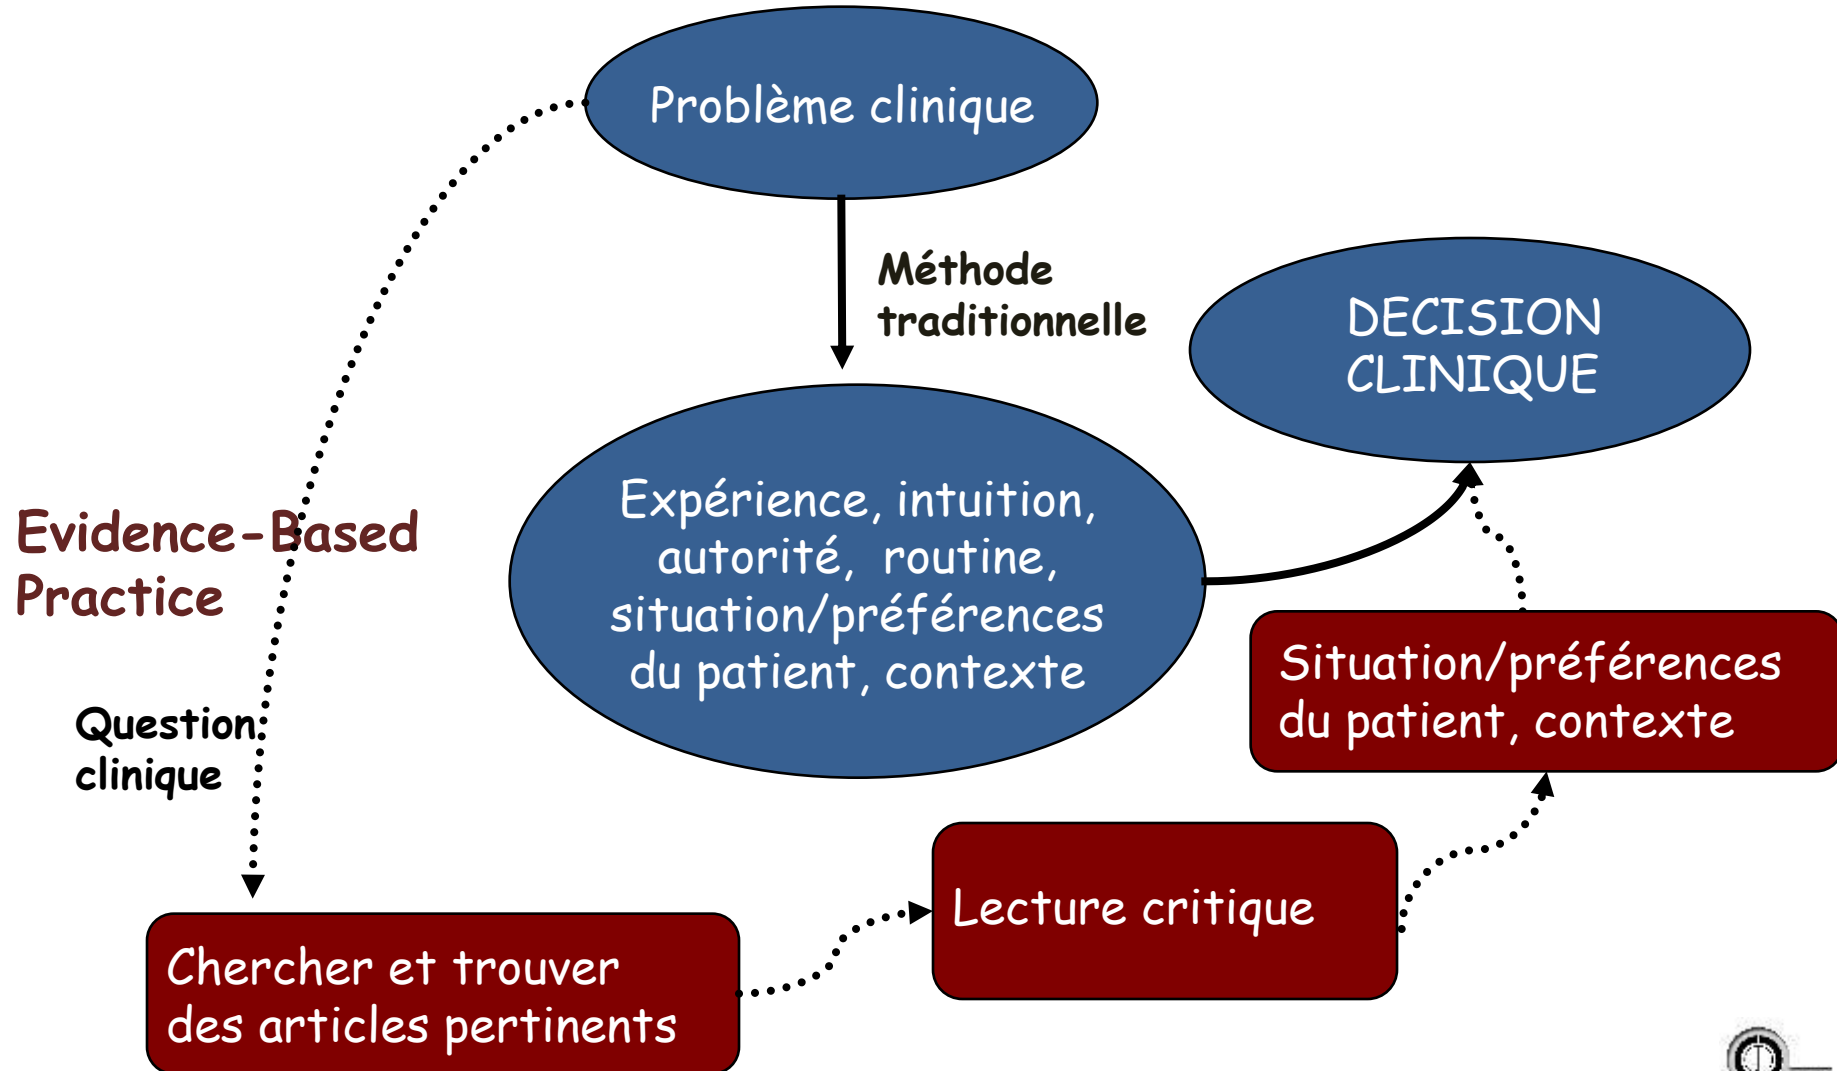 Problème clinique
Méthode
traditionnelle
DECISION
CLINIQUE
Expérience, intuition,
autorité, routine,
situation/préférences
du patient, contexte
Evidence-Based
Practice
Situation/préférences
du patient, contexte
Question
clinique
Lecture critique
Chercher et trouver
des articles pertinents